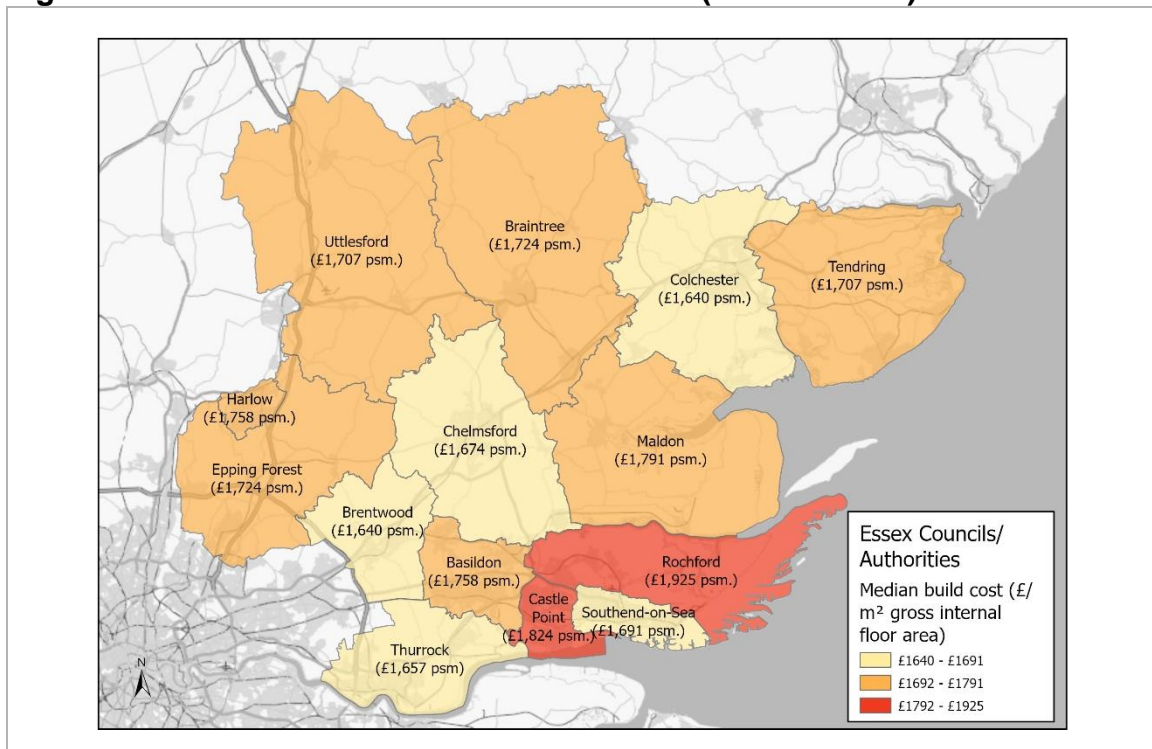 Uttlesford
(£1,707 psm.)
Braintree
(£1,724 psm.)
Colchester
(£1,640 psm.)
Tendring
(£1,707 psm.)
Harlow
(£1,758 psm.)
Chelmsford
(£1,674 psm.)
Maldon
(£1,791 psm.)
Epping Forest
(£1,724 psm.)
Brentwood
(£1,640 psm.)
Basildon
(£1,758 psm.)
Rochford
(£1,925 psm.)
Castle
Point
(£1,824 psm.)
Southend-on-Sea
(£1,691 psm.)
Thurrock
(£1,657 psm)
N
Essex Councils/
Authorities
Median build cost (£/
m² gross internal
floor area)
£1640 - £1691
£1692 - £1791
£1792 - £1925